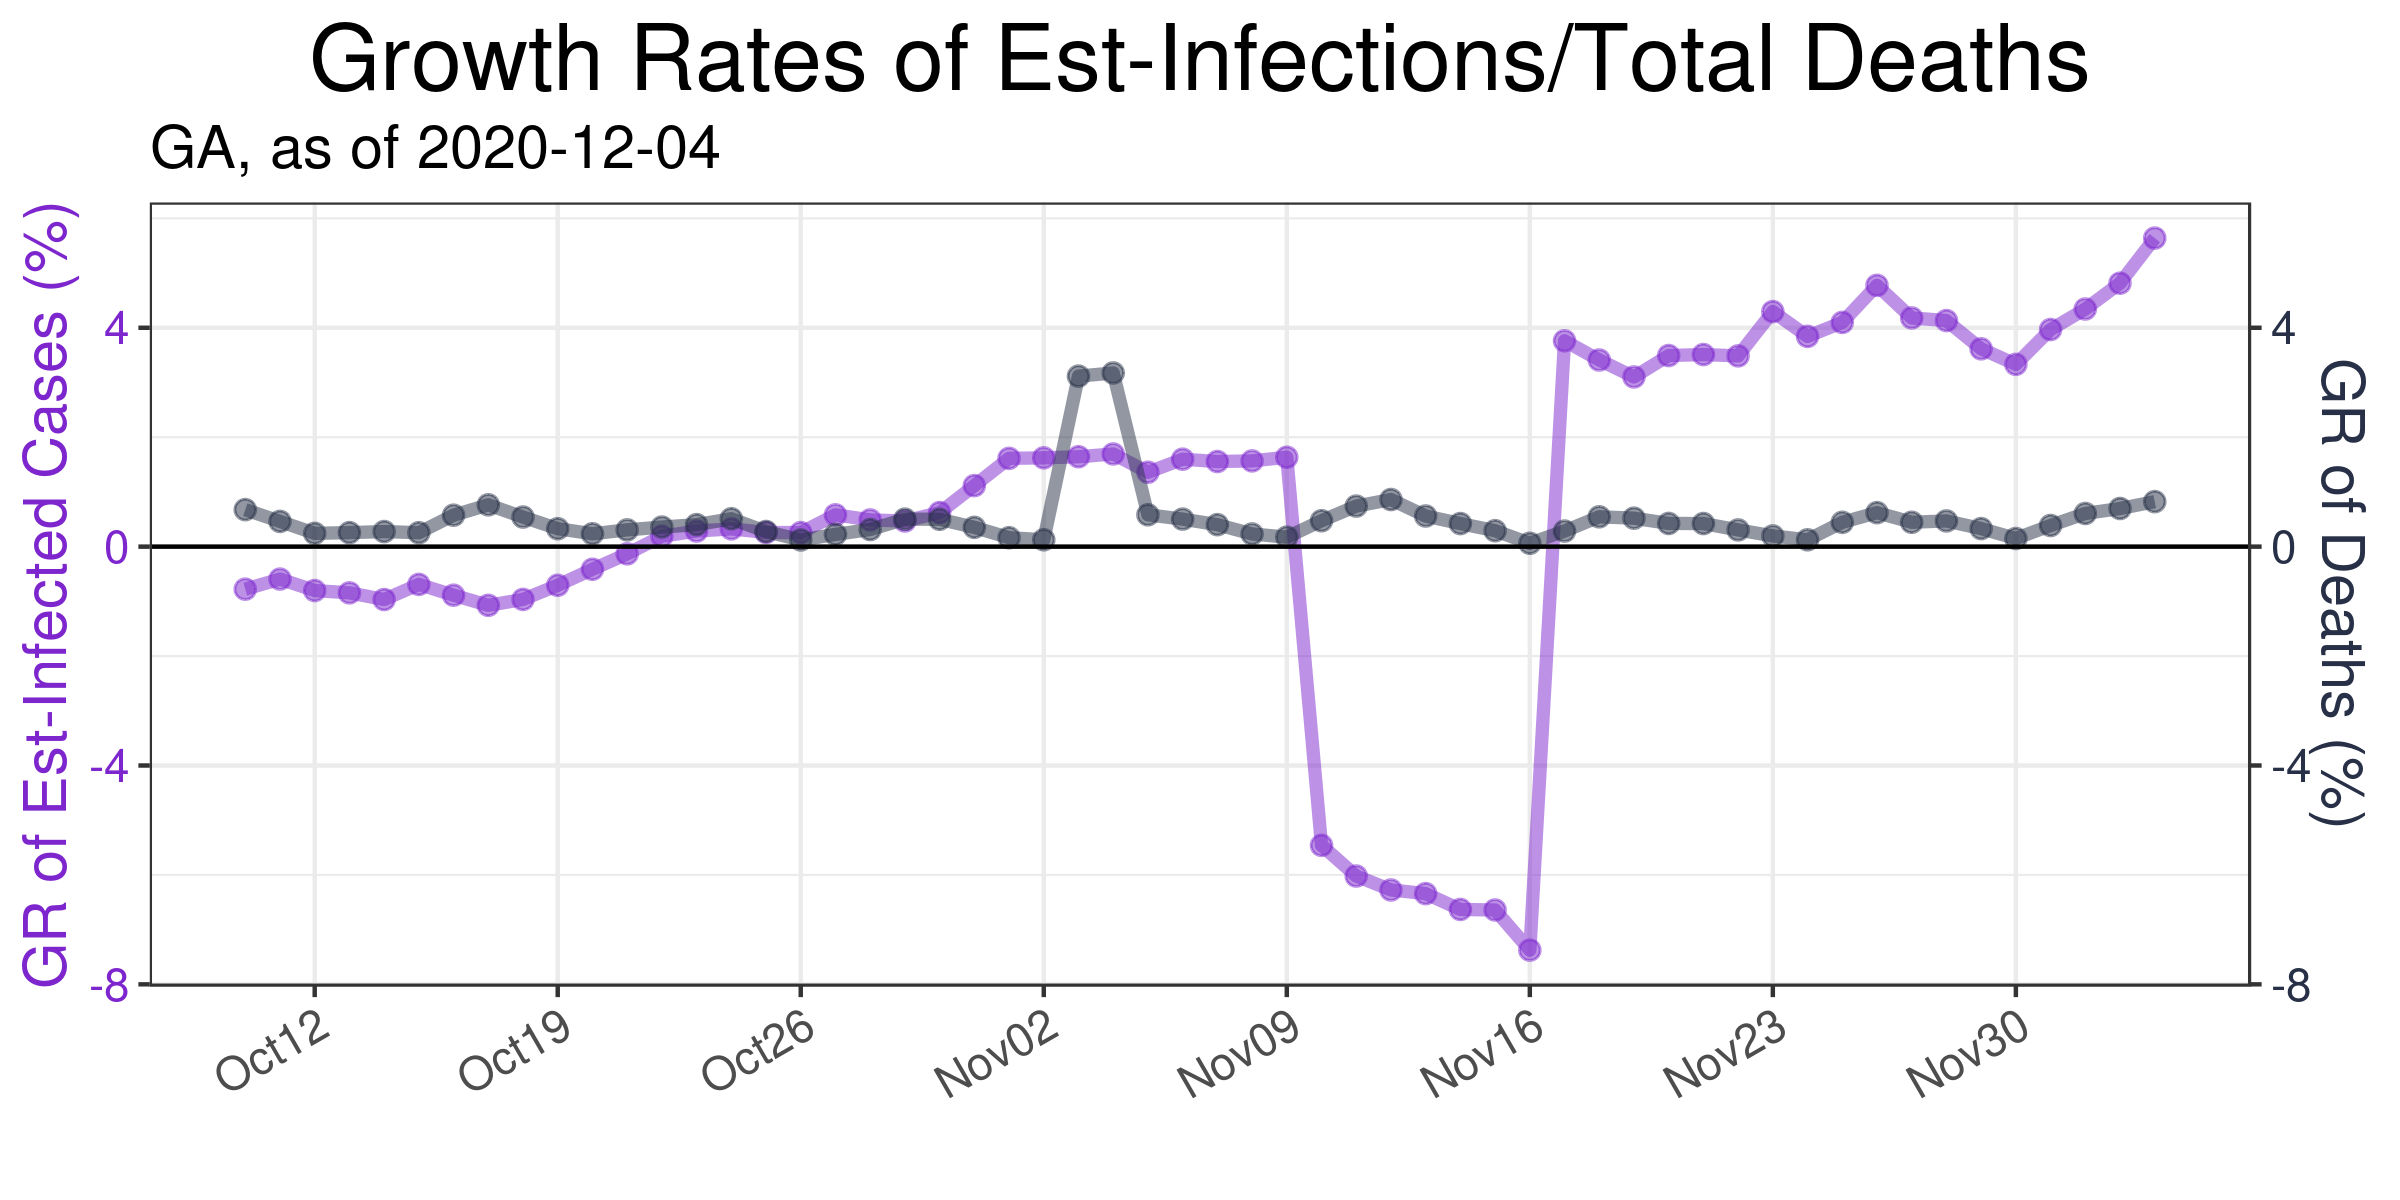 Growth Rates of Est-Infections/Total Deaths
GA, as of 2020-12-04
GR of Est-Infected Cases (%)
4
0
-4
-8
4
0
-4
-8
GR of Deaths (%)
Oct12
Oct19
Oct26
Nov02
Nov09
Nov16
Nov23
Nov30